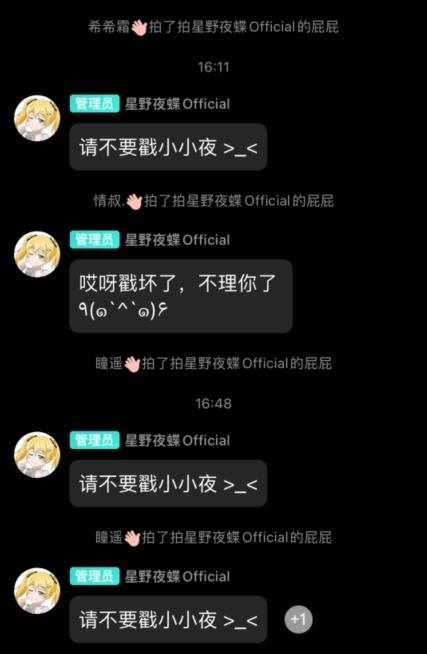 希希霜👋🏻拍了拍星野夜蝶Official的屁屁
16:11
管理员 星野夜蝶Official
请不要戳小小夜 >_<
情叔.👋🏻拍了拍星野夜蝶Official的屁屁
管理员 星野夜蝶Official
哎呀戳坏了，不理你了
٩(๑`^`๑)۶
瞳遥👋🏻拍了拍星野夜蝶Official的屁屁
16:48
管理员 星野夜蝶Official
请不要戳小小夜 >_<
瞳遥👋🏻拍了拍星野夜蝶Official的屁屁
管理员 星野夜蝶Official
请不要戳小小夜 >_< +1